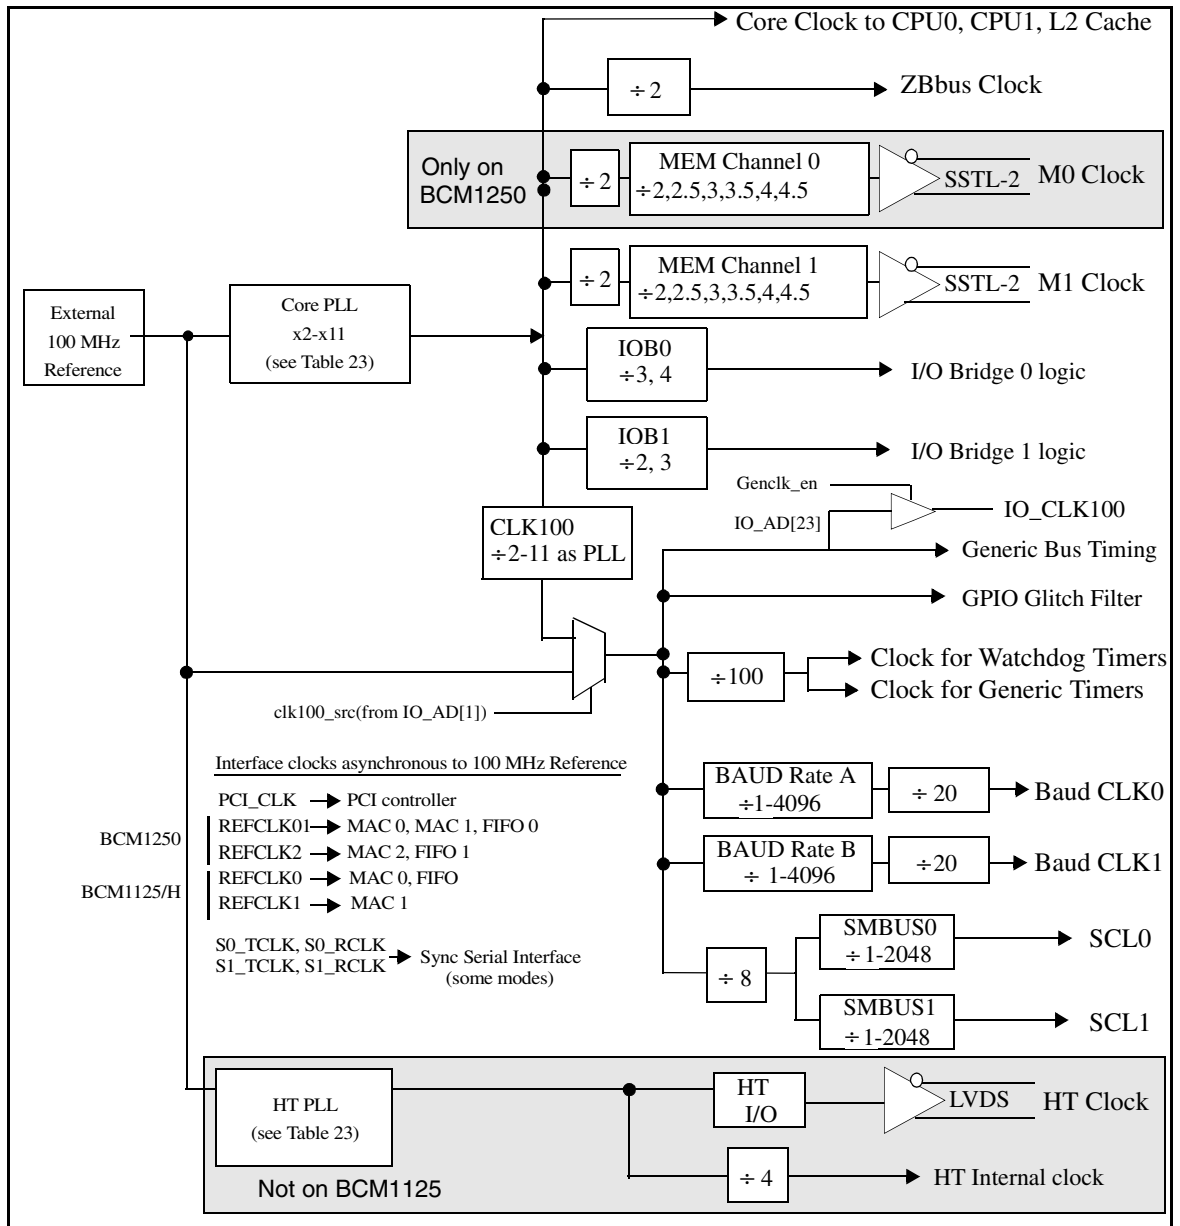 Core Clock to CPU0, CPU1, L2 Cache
÷ 2
ZBbus Clock
Only on
BCM1250
÷ 2
MEM Channel 0
÷2,2.5,3,3.5,4,4.5
SSTL-2
M0 Clock
÷ 2
MEM Channel 1
÷2,2.5,3,3.5,4,4.5
SSTL-2
M1 Clock
External
100 MHz
Reference
Core PLL
x2-x11
(see Table 23)
IOB0
÷3, 4
I/O Bridge 0 logic
IOB1
÷2, 3
I/O Bridge 1 logic
Genclk_en
IO_AD[23]
IO_CLK100
CLK100
÷2-11 as PLL
Generic Bus Timing
GPIO Glitch Filter
÷100
Clock for Watchdog Timers
Clock for Generic Timers
clk100_src(from IO_AD[1])
Interface clocks asynchronous to 100 MHz Reference
PCI_CLK PCI controller
BCM1250
REFCLK01 MAC 0, MAC 1, FIFO 0
REFCLK2 MAC 2, FIFO 1
BCM1125/H
REFCLK0 MAC 0, FIFO
REFCLK1 MAC 1
S0_TCLK, S0_RCLK
S1_TCLK, S1_RCLK
Sync Serial Interface
(some modes)
BAUD Rate A
÷1-4096
÷ 20
Baud CLK0
BAUD Rate B
÷ 1-4096
÷20
Baud CLK1
÷ 8
SMBUS0
÷ 1-2048
SCL0
SMBUS1
÷ 1-2048
SCL1
HT PLL
(see Table 23)
HT
I/O
LVDS
HT Clock
÷ 4
HT Internal clock
Not on BCM1125